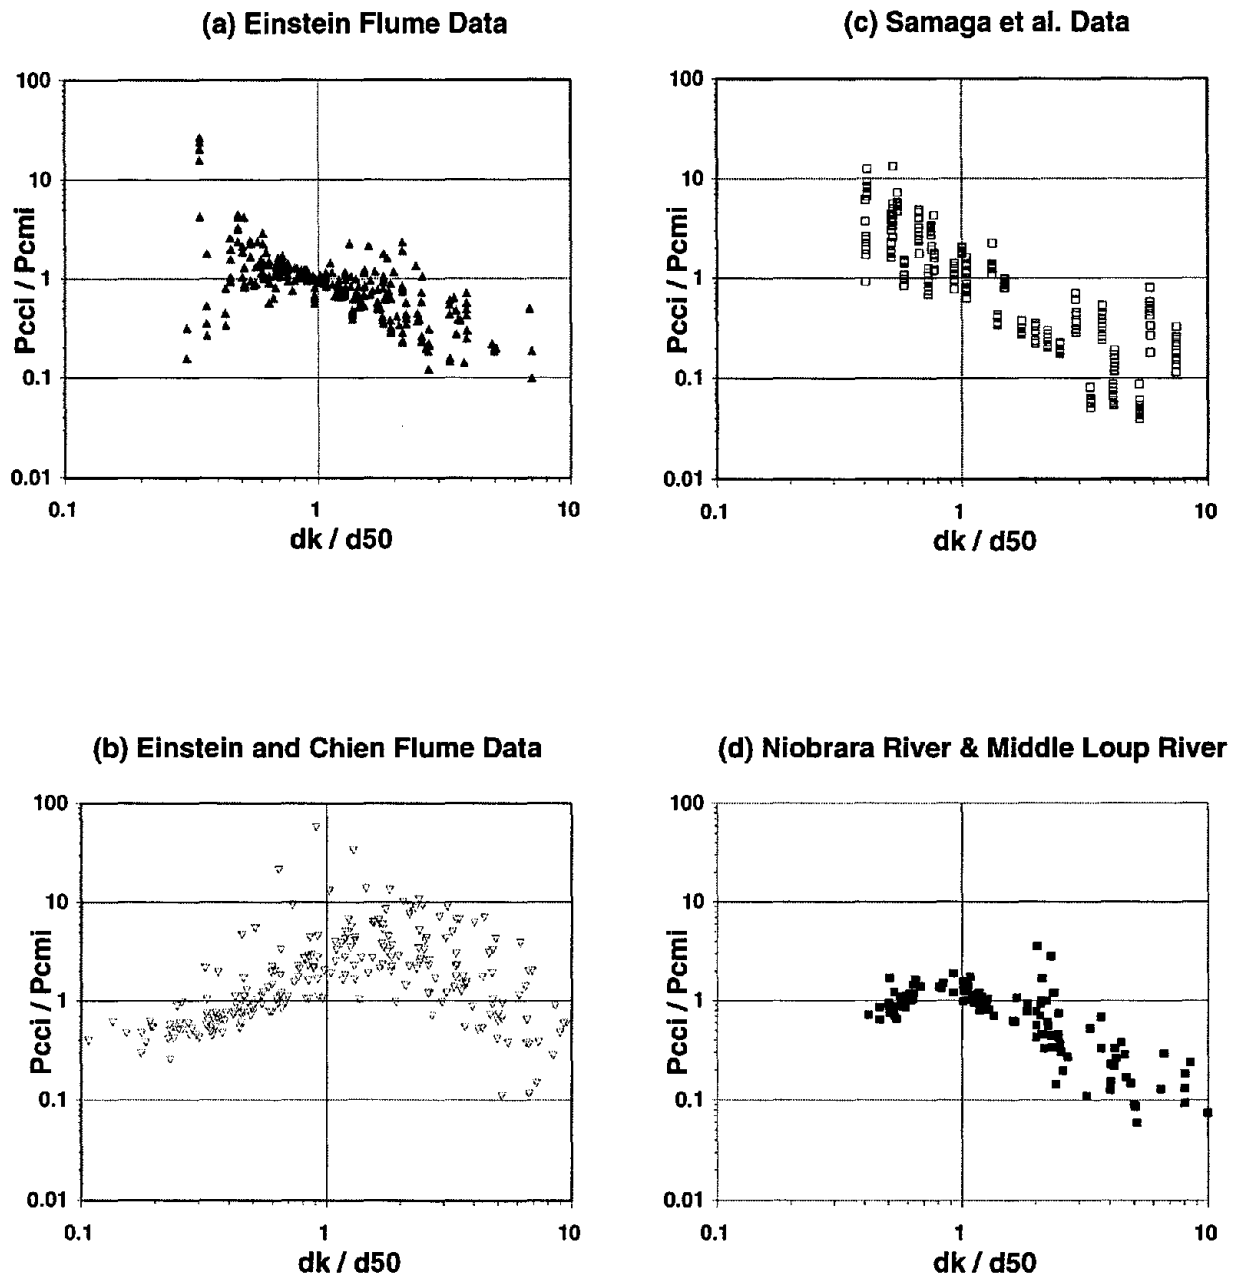 (a) Einstein Flume Data
100
10
1
0.1
0.01
Pcci / Pcmi
0.1
1
10
dk / d50
(c) Samaga et al. Data
100
10
1
0.1
0.01
Pcci / Pcmi
0.1
1
10
dk / d50
(b) Einstein and Chien Flume Data
100
10
1
0.1
0.01
Pcci / Pcmi
0.1
1
10
dk / d50
(d) Niobrara River & Middle Loup River
100
10
1
0.1
0.01
Pcci / Pcmi
0.1
1
10
dk / d50